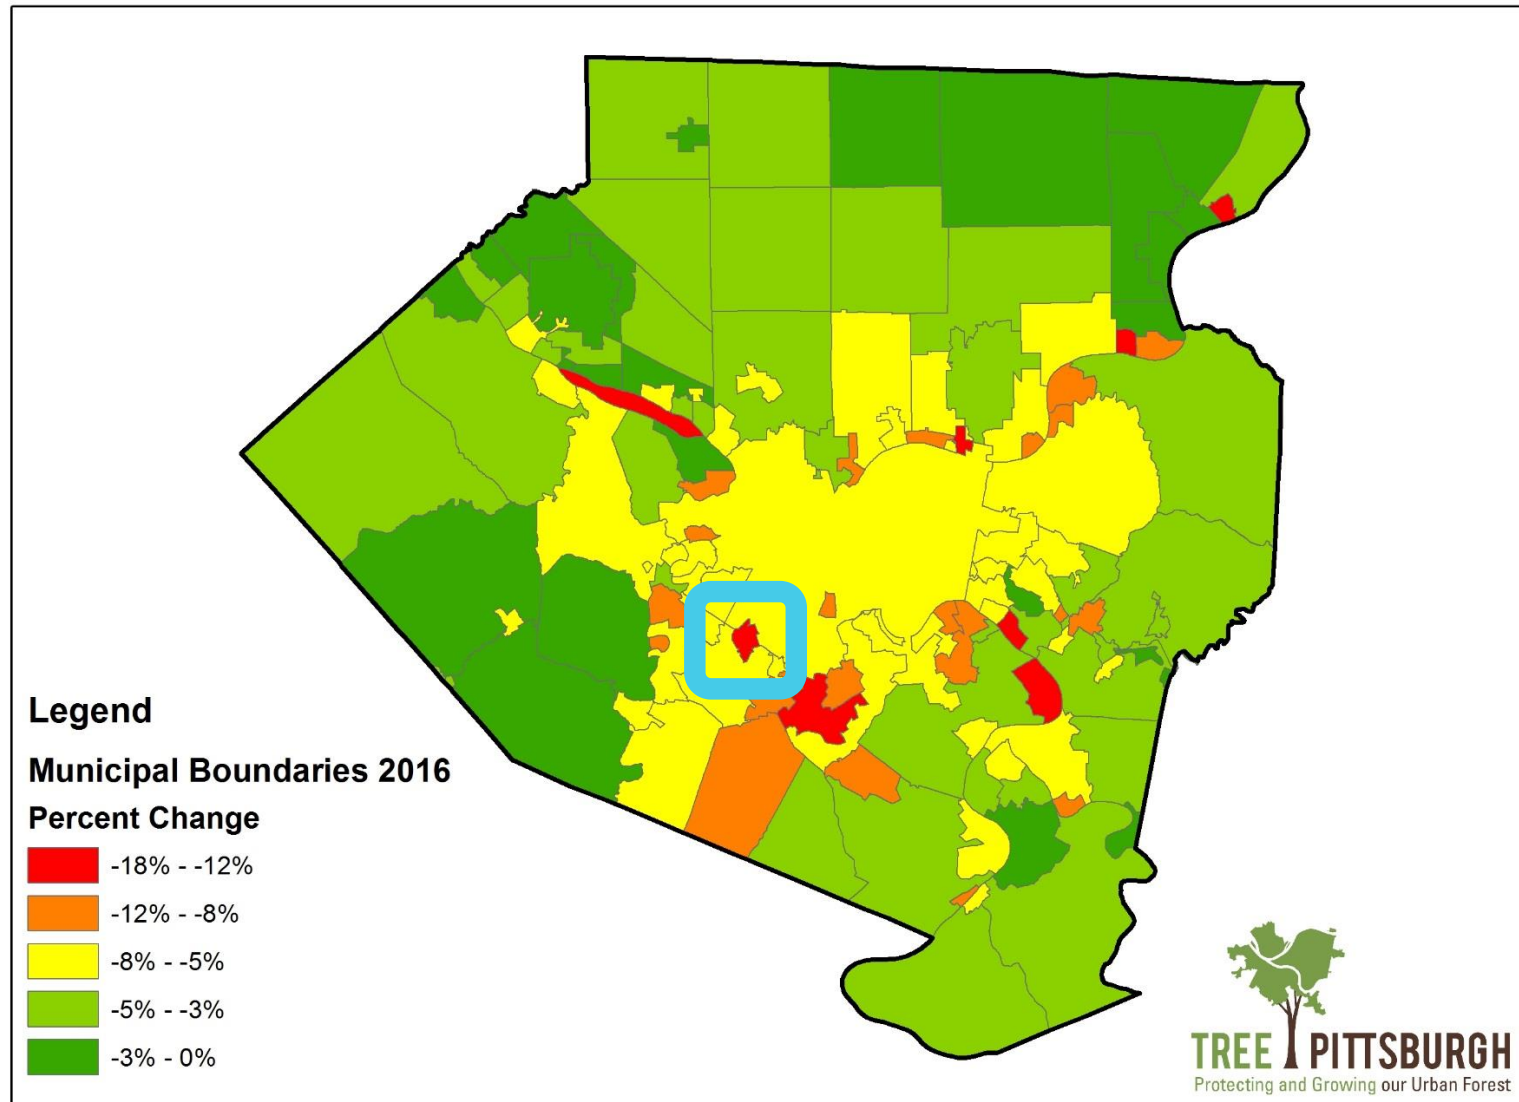 Legend
Municipal Boundaries 2016
Percent Change
-18% - -12%
-12% - -8%
-8% - -5%
-5% - -3%
-3% - 0%
TREE PITTSBURGH
Protecting and Growing our Urban Forest